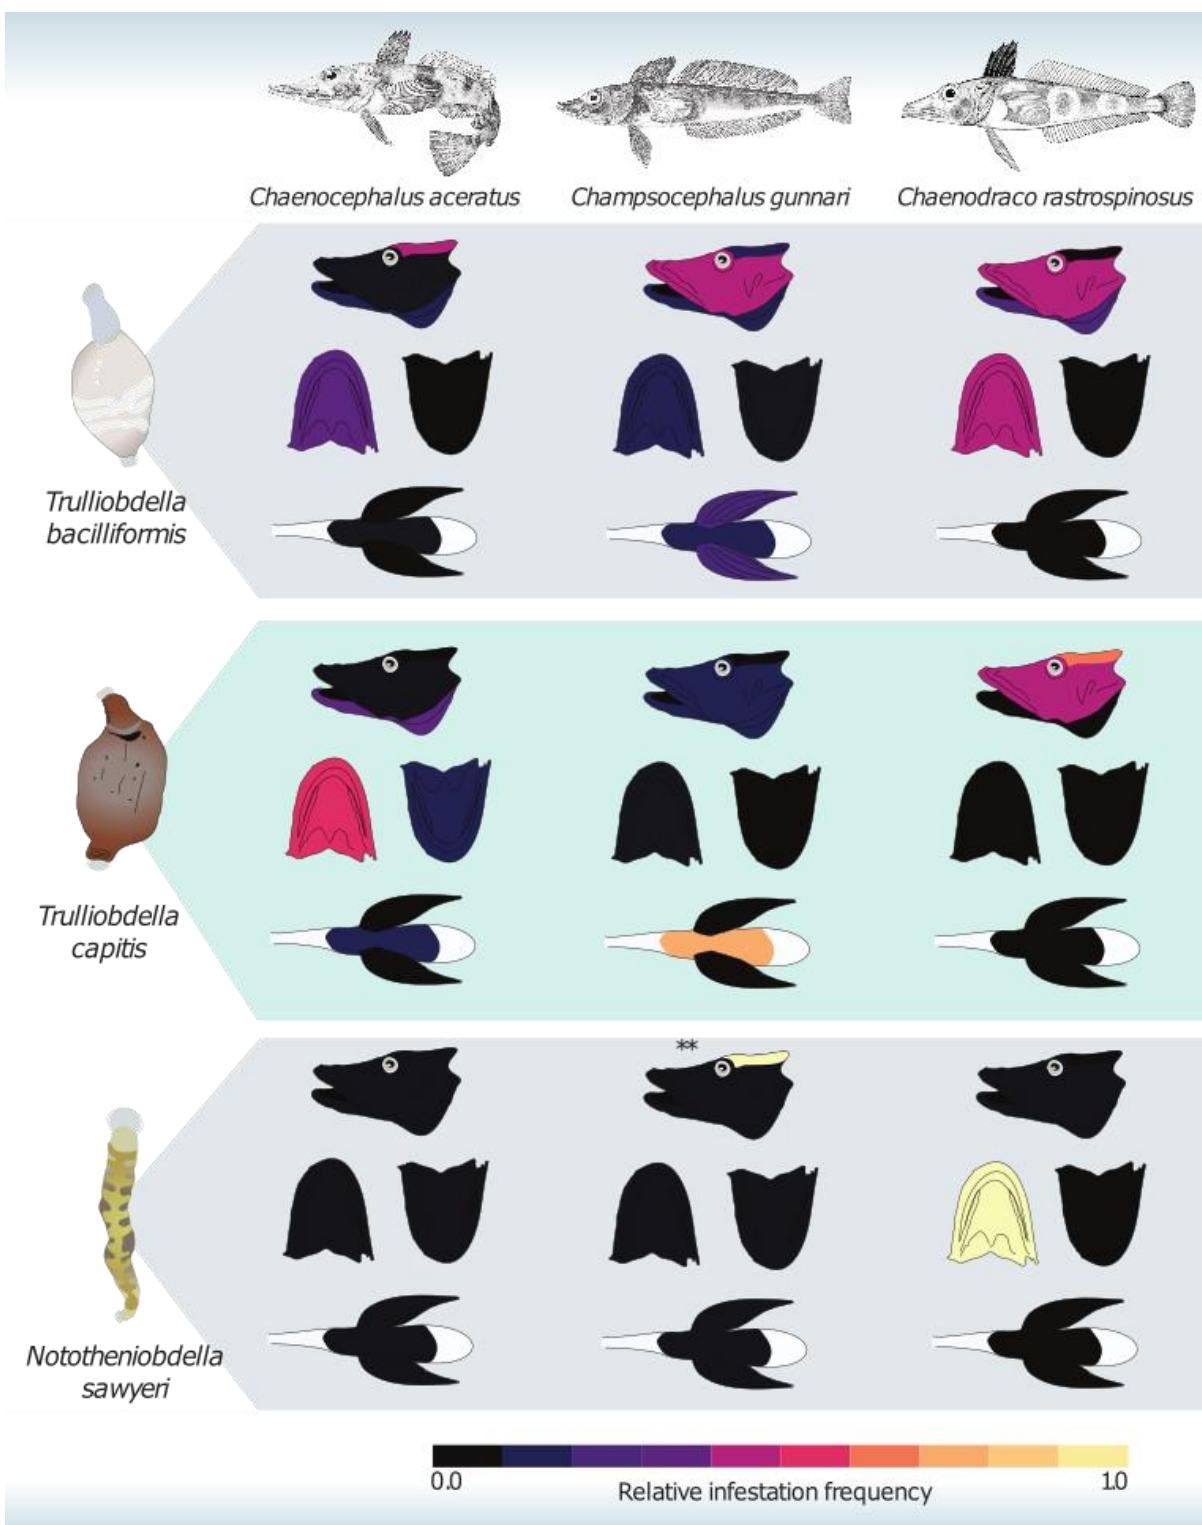 Chaenocephalus aceratus
Champsocephalus gunnari
Chaenodraco rastrospinosus
Trulliobdella
bacilliformis
Trulliobdella
capitis
**
Nototheniobdella
sawyeri
0.0
1.0
Relative infestation frequency